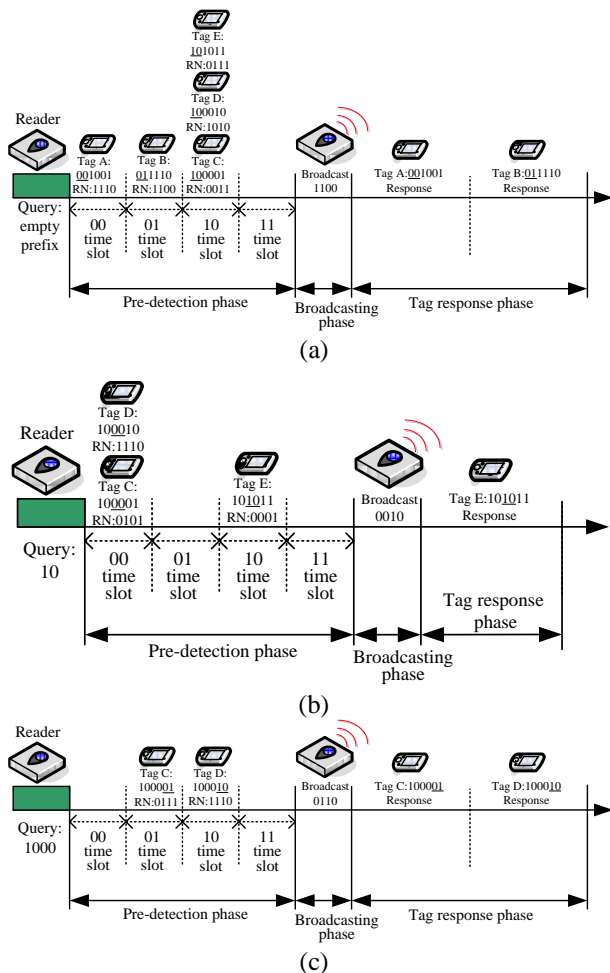 Tag E:
101011
RN:0111
Tag D:
100010
RN:1010
Reader
Tag A:
001001
RN:1110
Tag B:
011110
RN:1100
Tag C:
100001
RN:0011
Broadcast
1100
Tag A:001001
Response
Tag B:011110
Response
Query:
empty
prefix
00
time
slot
01
time
slot
10
time
slot
11
time
slot
Pre-detection phase
Broadcasting
phase
Tag response phase
(a)
Tag D:
100010
RN:1110
Reader
Tag C:
100001
RN:0101
Tag E:
101011
RN:0001
Broadcast
0010
Tag E:101011
Response
Query:
10
00
time
slot
01
time
slot
10
time
slot
11
time
slot
Pre-detection phase
Broadcasting
phase
Tag response
phase
(b)
Reader
Tag C:
100001
RN:0111
Tag D:
100010
RN:1110
Broadcast
0110
Tag C:100001
Response
Tag D:100010
Response
Query:
1000
00
time
slot
01
time
slot
10
time
slot
11
time
slot
Pre-detection phase
Broadcasting
phase
Tag response phase
(c)